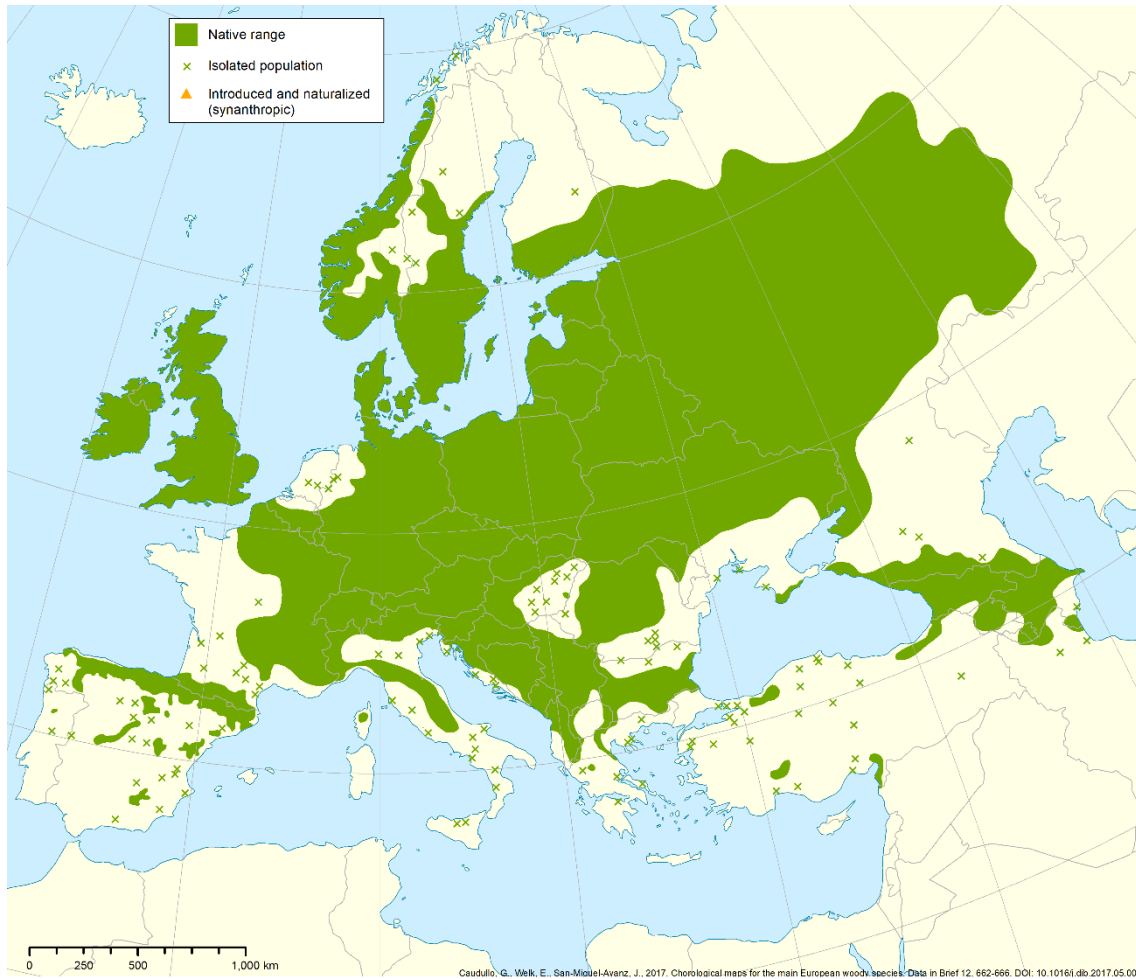 Native range
Isolated population
Introduced and naturalized
(synanthropic)
0 250 500 1,000 km
Caudullo, G., Welk, E., San-Miguel-Ayanz, J., 2017. Chorological maps for the main European woody species. Data in Brief 12, 662-666. DOI: 10.1016/j.dib.2017.05.00